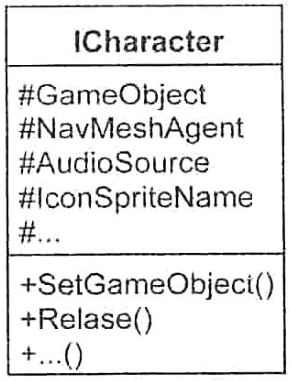 ICharacter
#GameObject
#NavMeshAgent
#AudioSource
#IconSpriteName
#...
+SetGameObject()
+Relase()
+...()